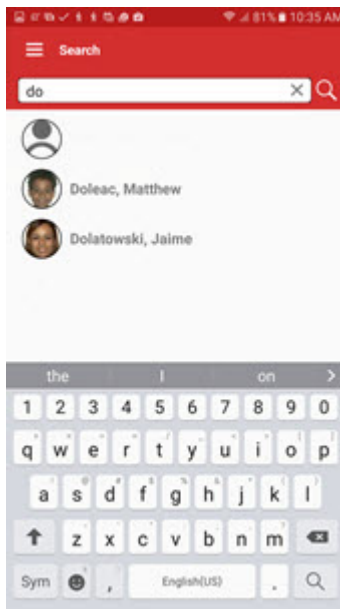 81% 10:35 AM
Search
do
Doleac, Matthew
Dolatowski, Jaime
the I on
1 2 3 4 5 6 7 8 9 0
q w e r t y u i o p
a s d f g h j k l
z x c v b n m
Sym , English(US) .